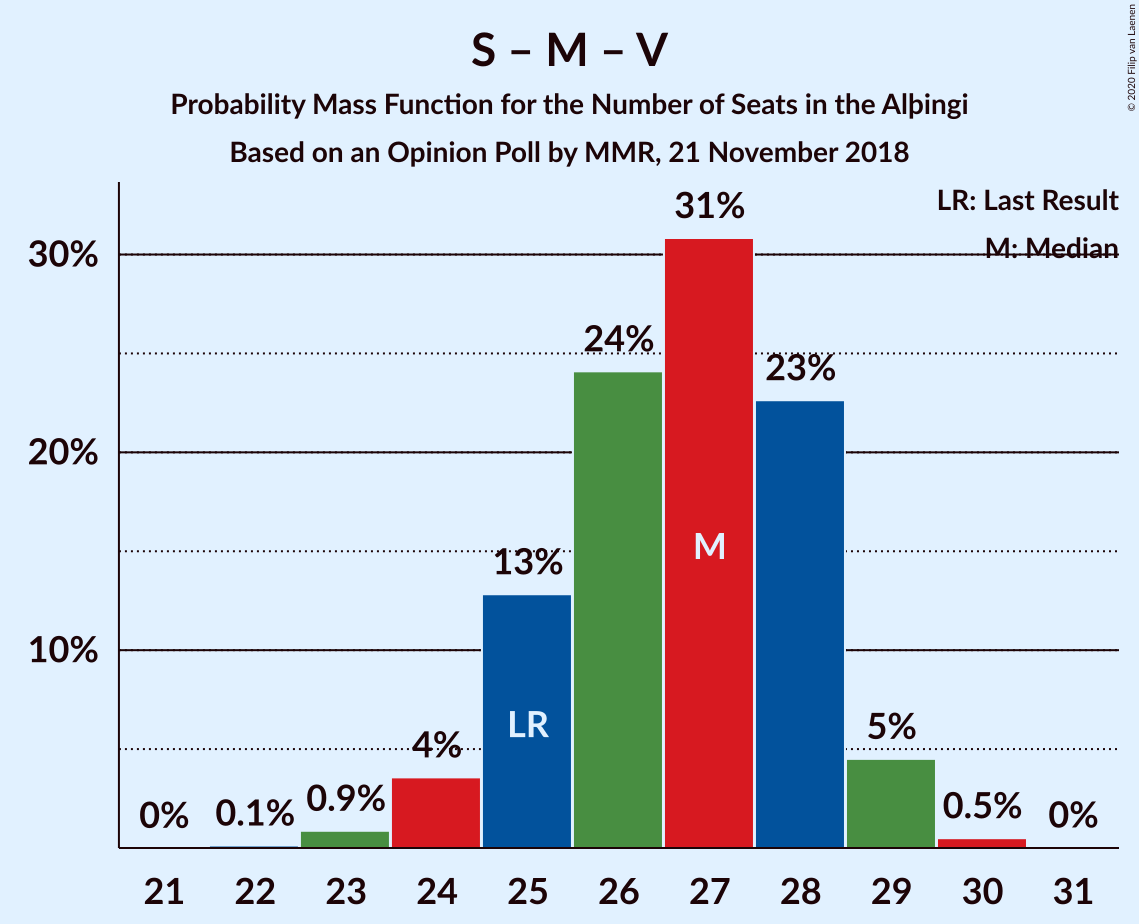 S – M – V
Probability Mass Function for the Number of Seats in the Alþingi
Based on an Opinion Poll by MMR, 21 November 2018
© 2020 Filip van Laenen
LR: Last Result
M: Median
30%
20%
10%
0%
0.1%
0.9%
4%
13%
24%
31%
23%
5%
0.5%
0%
LR
M
21 22 23 24 25 26 27 28 29 30 31